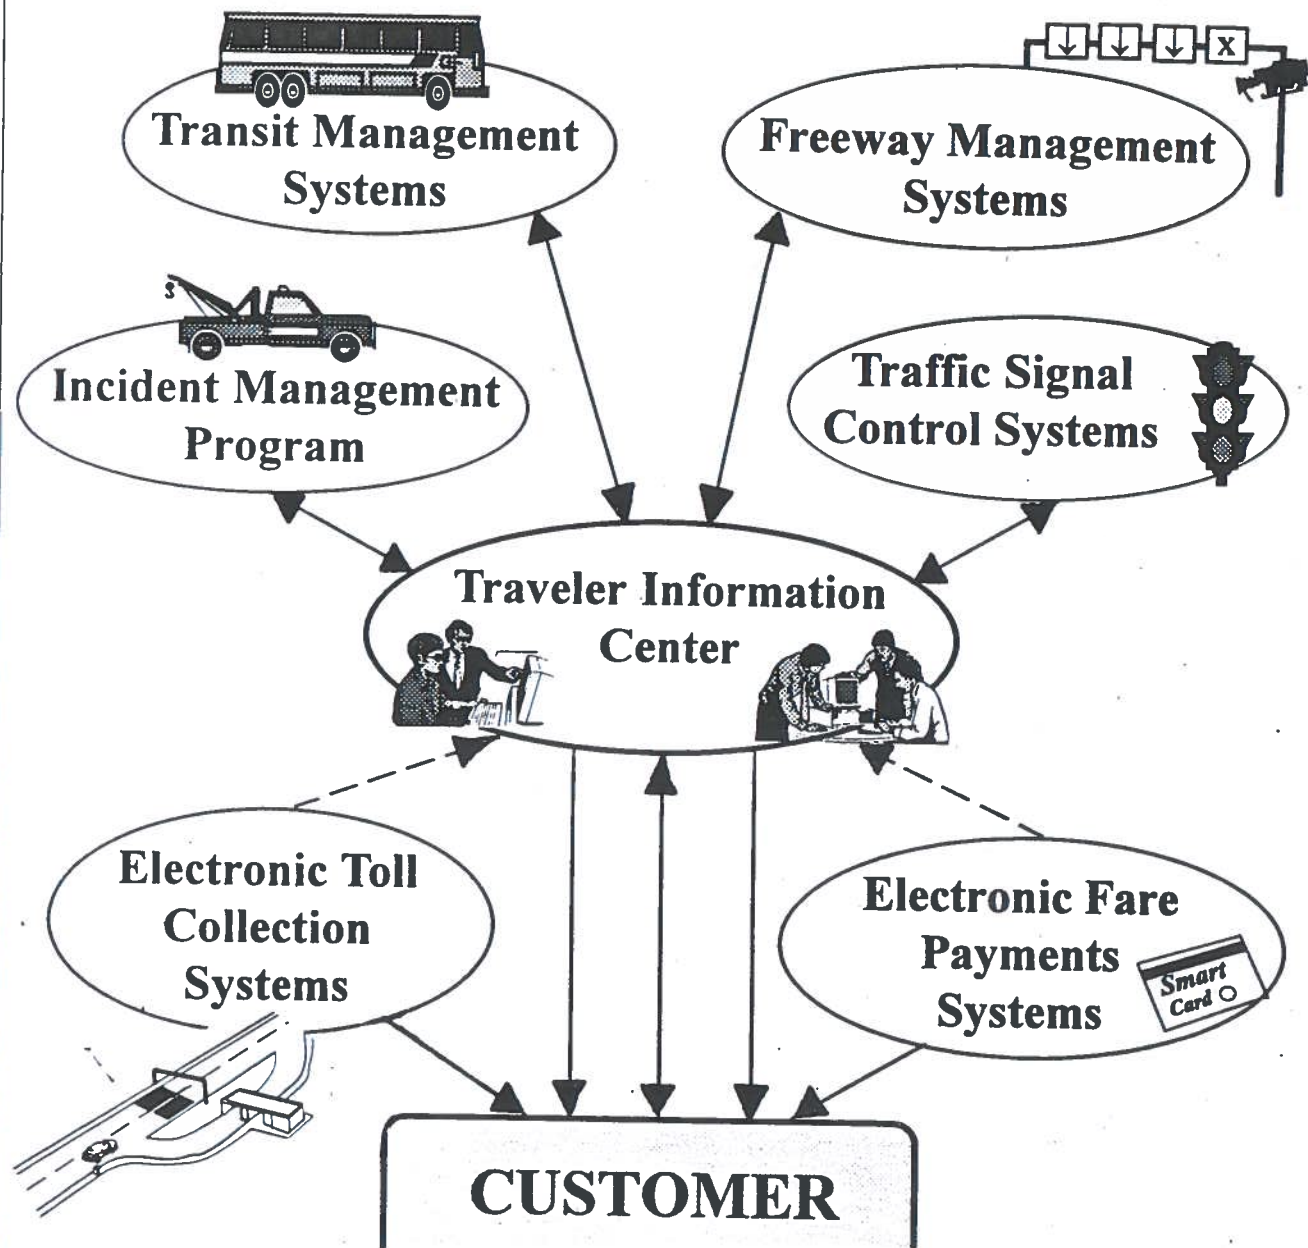 x
Transit Management
Systems
Freeway Management
Systems
Incident Management
Program
Traffic Signal
Control Systems
Traveler Information
Center
Electronic Toll
Collection
Systems
Electronic Fare
Payments
Systems
Smart
Card
CUSTOMER